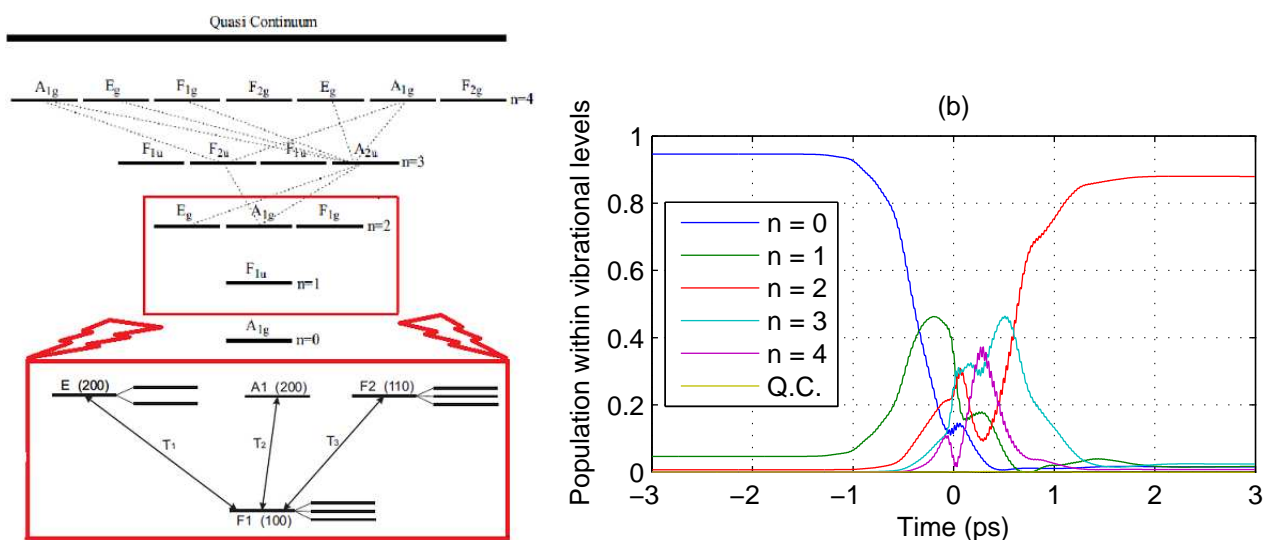 Quasi Continuum
A1g Eg F1g F2g Eg A1g F2g
n=4
F1u F2u F1u A2u
n=3
Eg A1g F1g
n=2
F1u
n=1
A1g
n=0
E (200) A1 (200) F2 (110)
T1 T2 T3
F1 (100)
(b)
Population within vibrational levels
1
0.8
0.6
0.4
0.2
0
n = 0
n = 1
n = 2
n = 3
n = 4
Q.C.
−3 −2 −1 0 1 2 3
Time (ps)